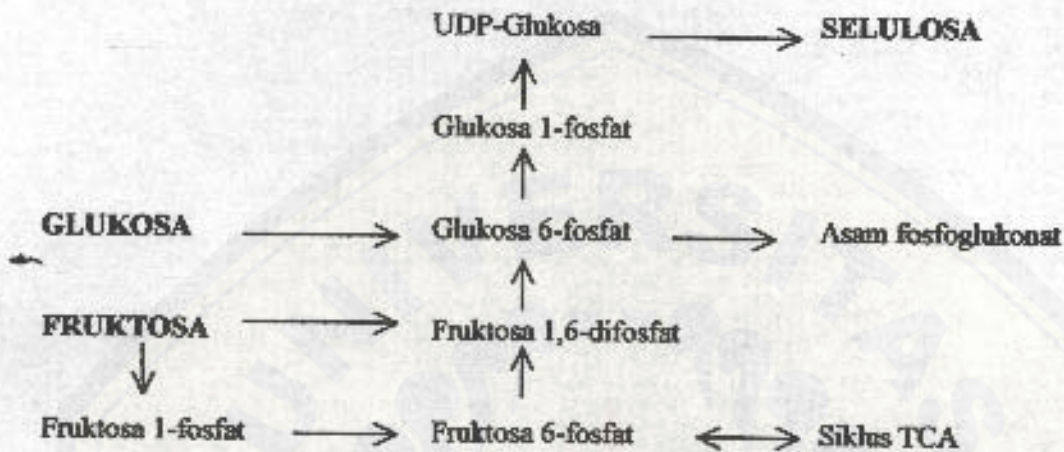 UDP-Glukosa SELULOSA
Glukosa 1-fosfat
GLUKOSA Glukosa 6-fosfat Asam fosfoglukonat
FRUKTOSA Fruktosa 1,6-difosfat
Fruktosa 1-fosfat Fruktosa 6-fosfat Siklus TCA